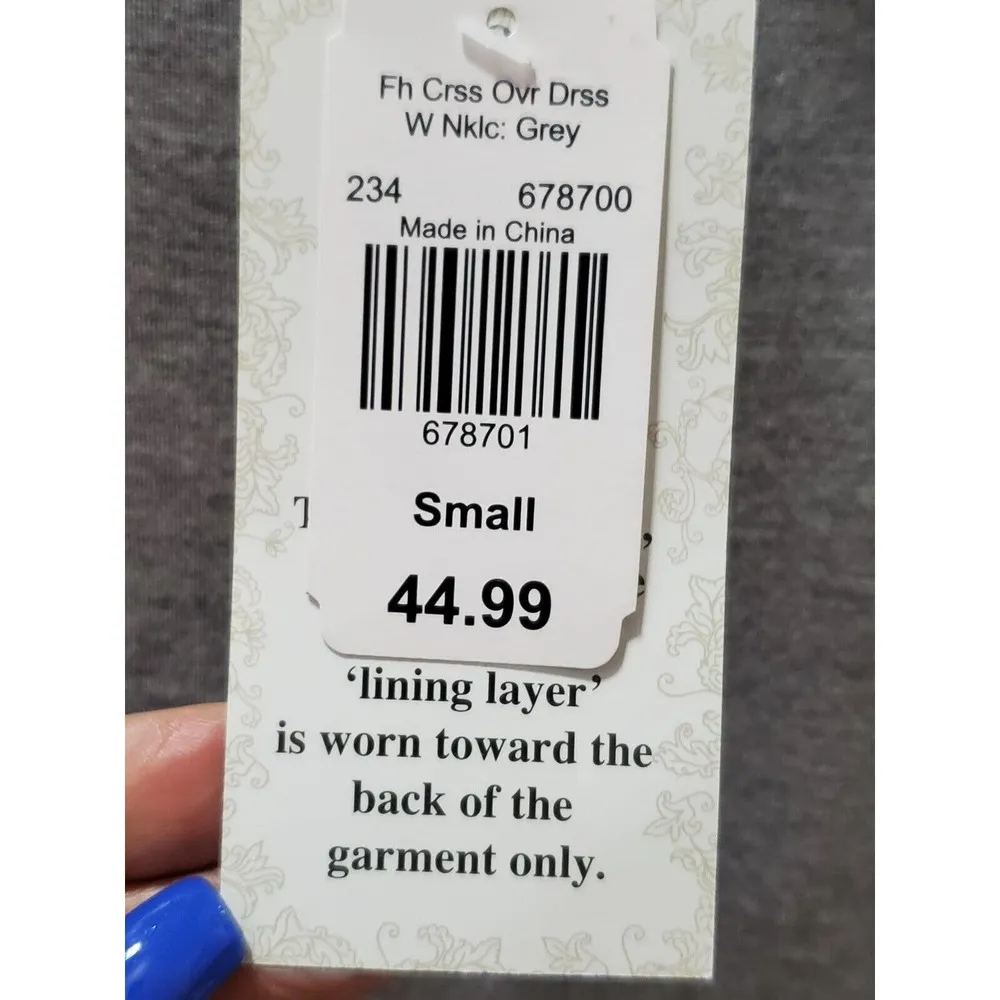 Fh Crss Ovr Drss
W Nklc: Grey
234 678700
Made in China
678701
Small
44.99
‘lining layer’
is worn toward the
back of the
garment only.